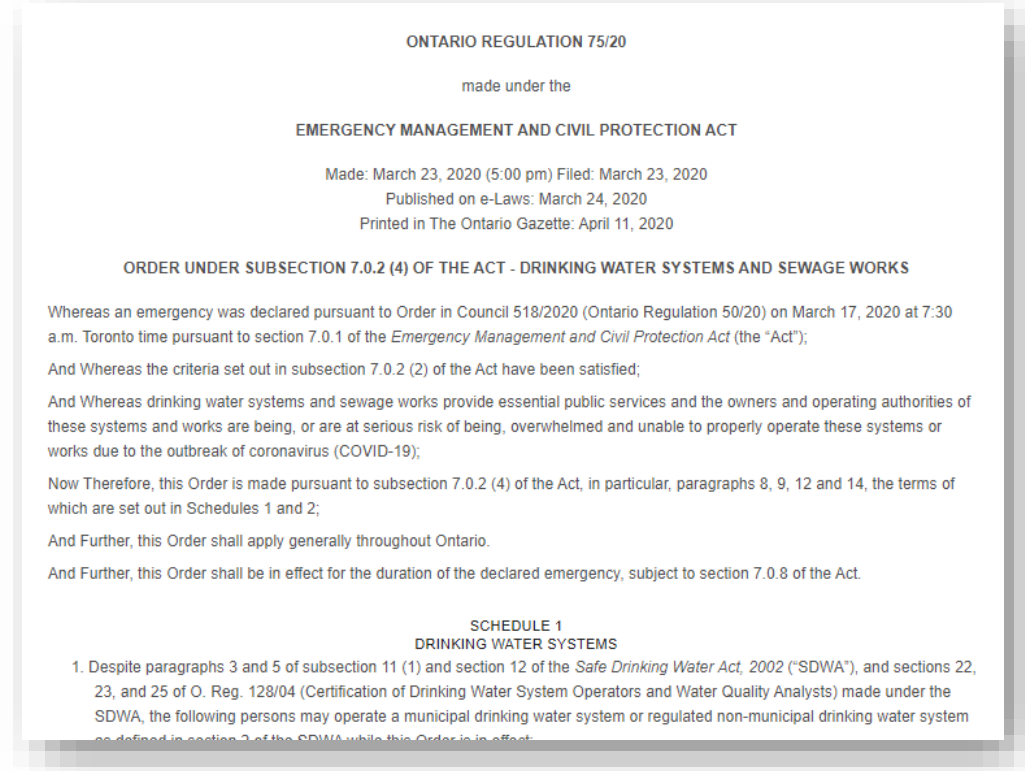 ONTARIO REGULATION 75/20
made under the
EMERGENCY MANAGEMENT AND CIVIL PROTECTION ACT
Made: March 23, 2020 (5:00 pm) Filed: March 23, 2020
Published on e-Laws: March 24, 2020
Printed in The Ontario Gazette: April 11, 2020
ORDER UNDER SUBSECTION 7.0.2 (4) OF THE ACT - DRINKING WATER SYSTEMS AND SEWAGE WORKS
Whereas an emergency was declared pursuant to Order in Council 518/2020 (Ontario Regulation 50/20) on March 17, 2020 at 7:30
a.m. Toronto time pursuant to section 7.0.1 of the Emergency Management and Civil Protection Act (the “Act”);
And Whereas the criteria set out in subsection 7.0.2 (2) of the Act have been satisfied;
And Whereas drinking water systems and sewage works provide essential public services and the owners and operating authorities of
these systems and works are being, or are at serious risk of being, overwhelmed and unable to properly operate these systems or
works due to the outbreak of coronavirus (COVID-19);
Now Therefore, this Order is made pursuant to subsection 7.0.2 (4) of the Act, in particular, paragraphs 8, 9, 12 and 14, the terms of
which are set out in Schedules 1 and 2;
And Further, this Order shall apply generally throughout Ontario.
And Further, this Order shall be in effect for the duration of the declared emergency, subject to section 7.0.8 of the Act.
SCHEDULE 1
DRINKING WATER SYSTEMS
1. Despite paragraphs 3 and 5 of subsection 11 (1) and section 12 of the Safe Drinking Water Act, 2002 (“SDWA”), and sections 22,
23, and 25 of O. Reg. 128/04 (Certification of Drinking Water System Operators and Water Quality Analysts) made under the
SDWA, the following persons may operate a municipal drinking water system or regulated non-municipal drinking water system
as defined in section 2 of the SDWA while this Order is in effect: